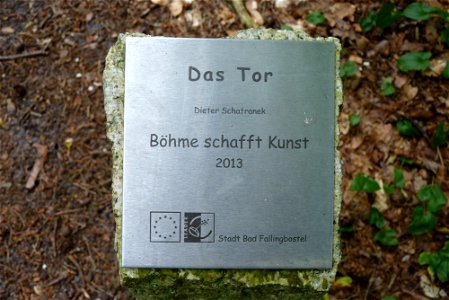 Das Tor
Dieter Schafranek
Böhme schafft Kunst
2013
Stadt Bad Fallingbostel